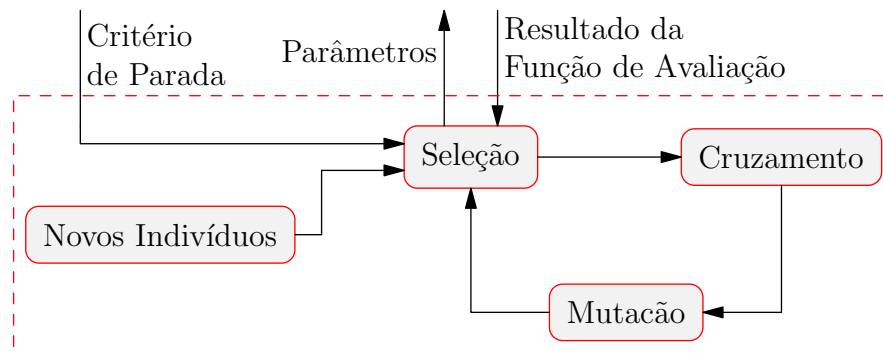 Critério
de Parada
Parâmetros
Resultado da
Função de Avaliação
Seleção
Cruzamento
Novos Indivíduos
Mutacão